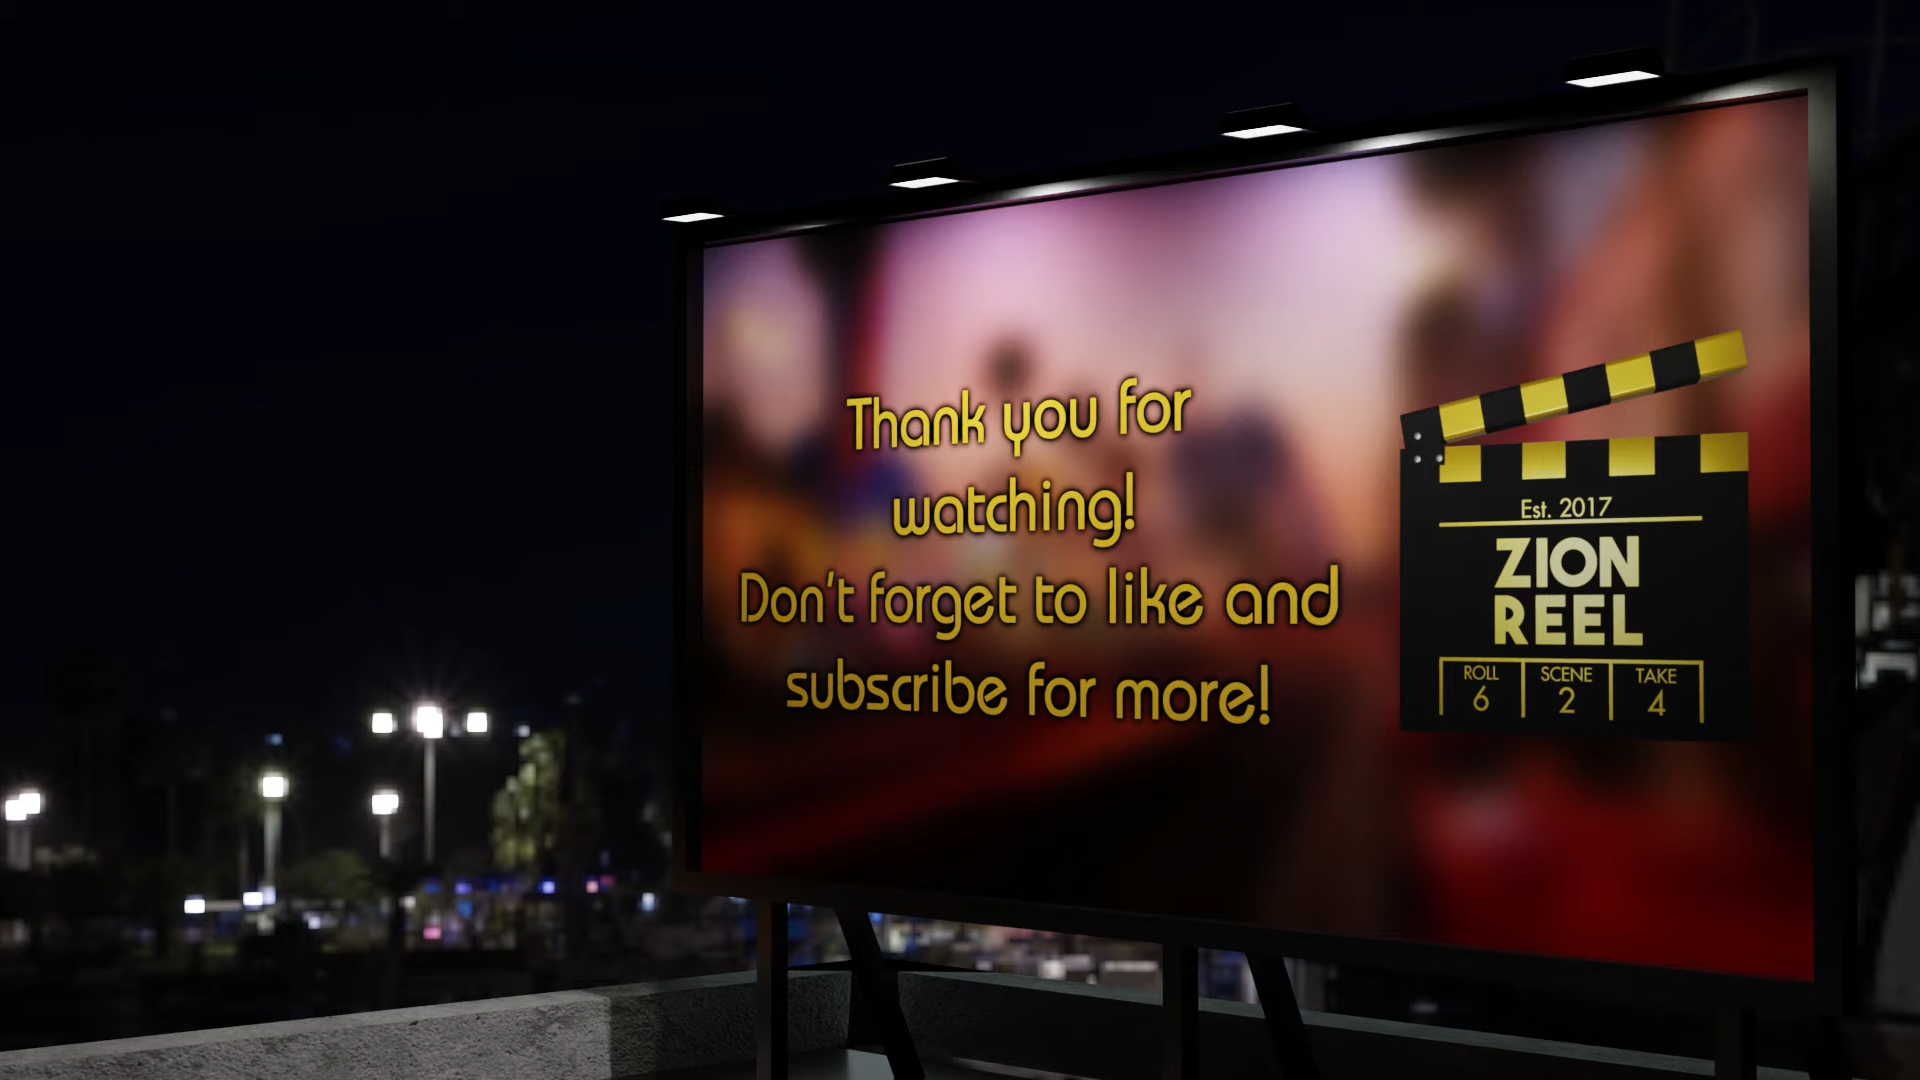 Thank you for
watching!
Don't forget to like and
subscribe for more!
Est. 2017
ZION
REEL
ROLL SCENE TAKE
6 2 4